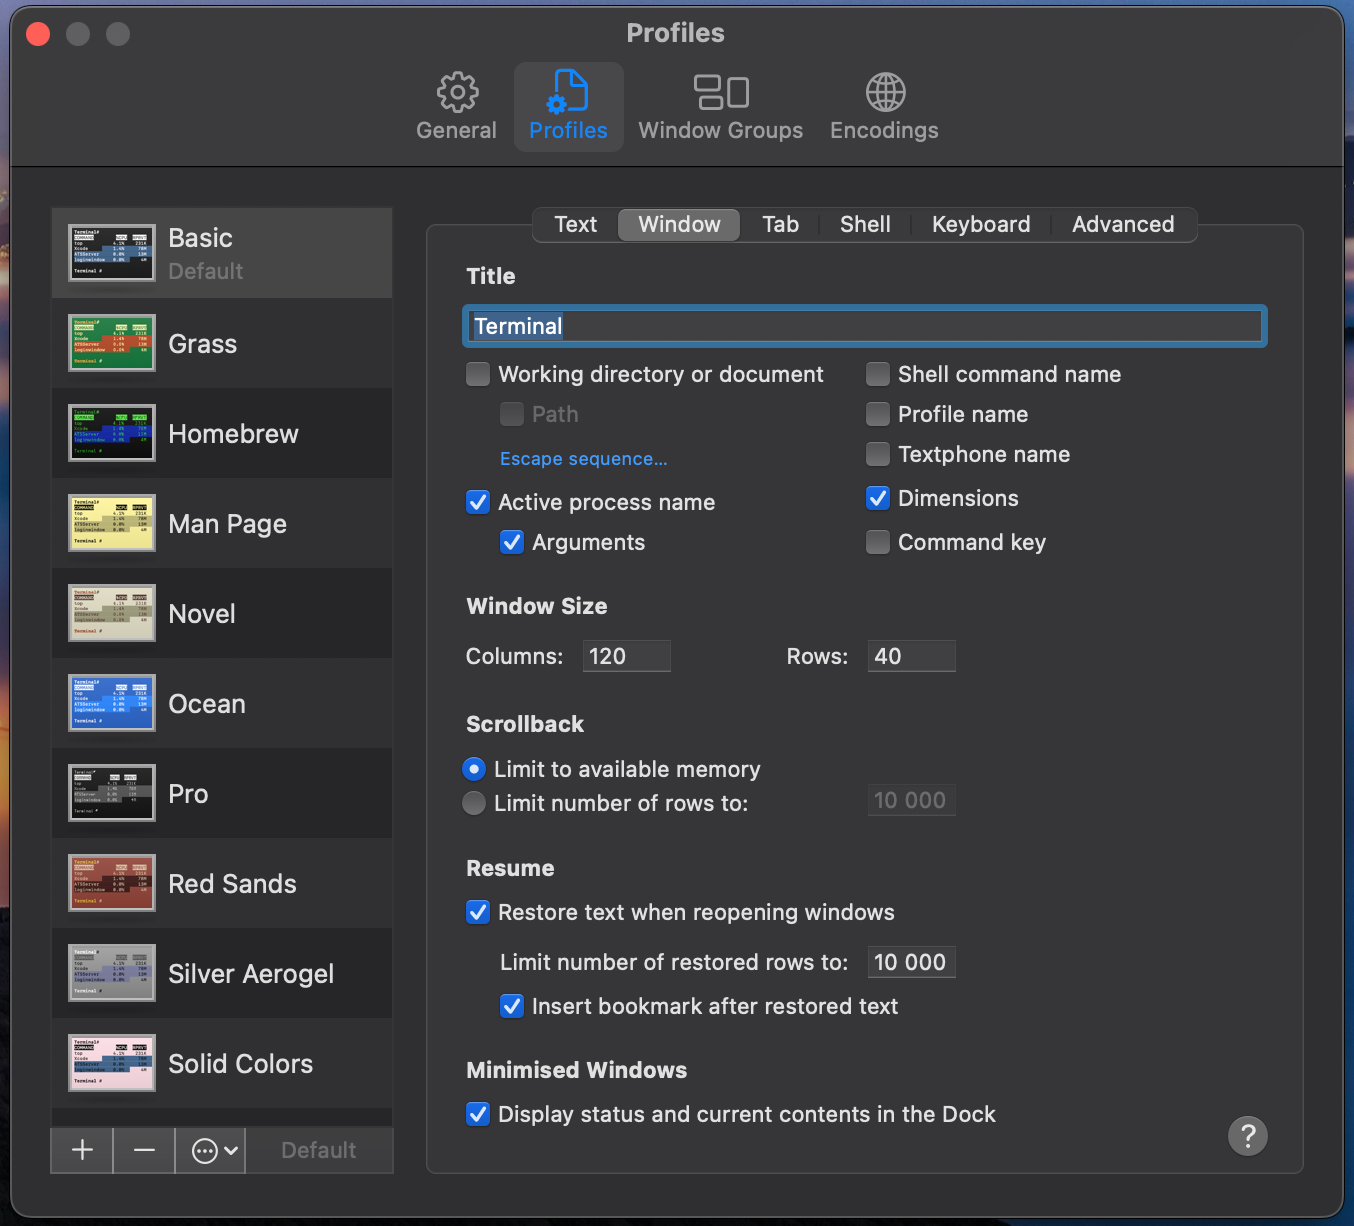 Profiles
General
Profiles
Window Groups
Encodings
Basic
Default
Grass
Homebrew
Man Page
Novel
Ocean
Pro
Red Sands
Silver Aerogel
Solid Colors
Default
Text
Window
Tab
Shell
Keyboard
Advanced
Title
Terminal
Working directory or document
Path
Escape sequence...
Active process name
Arguments
Shell command name
Profile name
Textphone name
Dimensions
Command key
Window Size
Columns: 120
Rows: 40
Scrollback
Limit to available memory
Limit number of rows to: 10 000
Resume
Restore text when reopening windows
Limit number of restored rows to: 10 000
Insert bookmark after restored text
Minimised Windows
Display status and current contents in the Dock
?